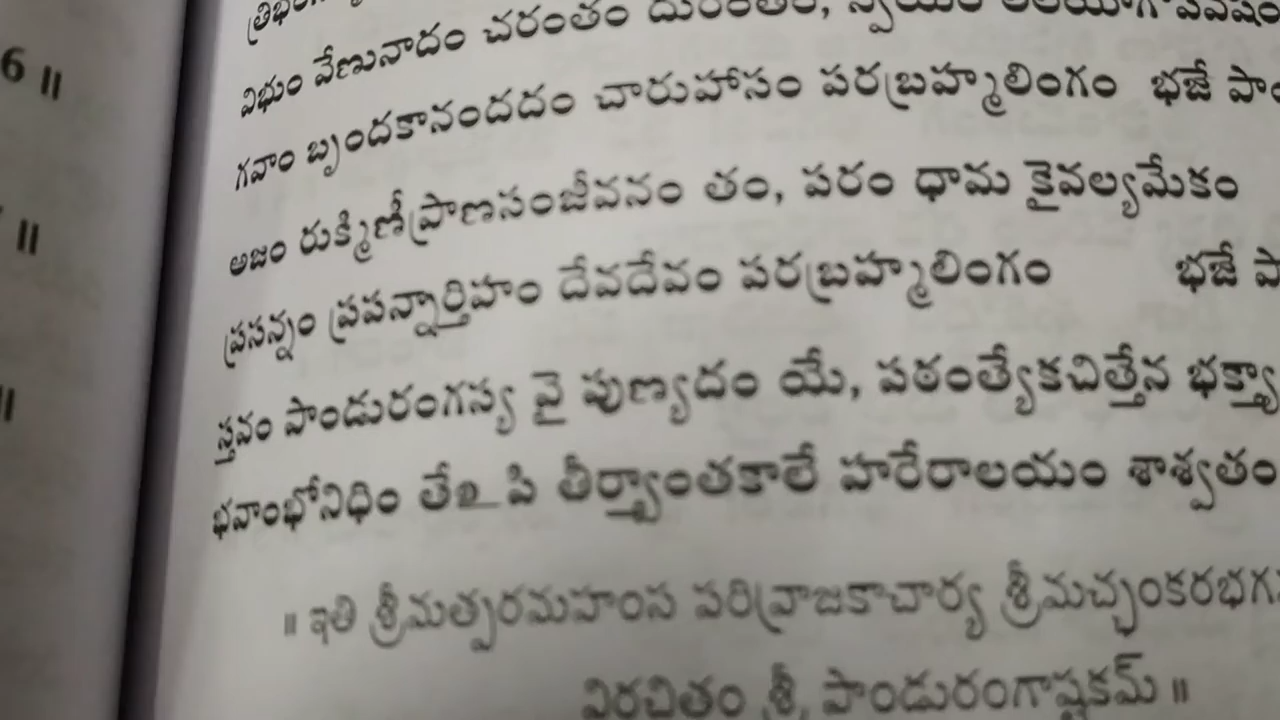 6 ॥
॥
॥
విభుం వేణునాదం చరంతం దురంతం, స్వయం
గవాం బృందకానందదం చారుహాసం పరబ్రహ్మలింగం భజే
అజం రుక్మిణీప్రాణసంజీవనం తం, పరం ధామ కైవల్యమేకం
ప్రసన్నం ప్రపన్నార్తిహం దేవదేవం పరబ్రహ్మలింగం భజే
స్తవం పాండురంగస్య వై పుణ్యదం యే, పఠంత్యేకచిత్తేన భక్త్యా
భవాంభోనిధిం తేఽపి తీర్త్వాంతకాలే హరేరాలయం శాశ్వతం
॥ ఇతి శ్రీమత్పరమహంస పరివ్రాజకాచార్య శ్రీమచ్ఛంకరభగ
విరచితం శ్రీ పాండురంగాష్టకమ్ ॥